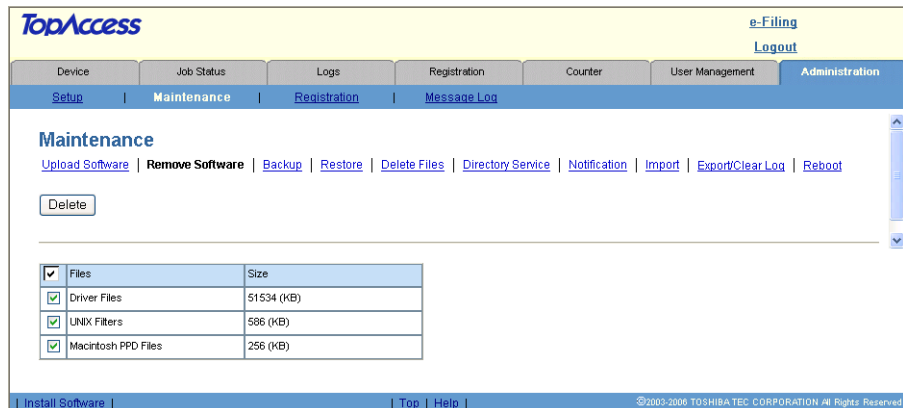 TopAccess
e-Filing
Logout
Device Job Status Logs Registration Counter User Management Administration
Setup | Maintenance | Registration | Message Log
Maintenance
Upload Software | Remove Software | Backup | Restore | Delete Files | Directory Service | Notification | Import | Export/Clear Log | Reboot
Delete
Files Size
Driver Files 51534 (KB)
UNIX Filters 586 (KB)
Macintosh PPD Files 256 (KB)
| Install Software | | Top | Help | ©2003-2006 TOSHIBA TEC CORPORATION All Rights Reserved